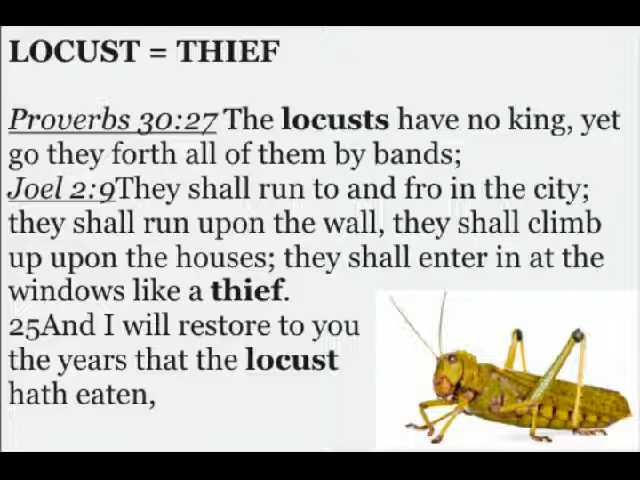 LOCUST = THIEF
Proverbs 30:27 The locusts have no king, yet
go they forth all of them by bands;
Joel 2:9They shall run to and fro in the city;
they shall run upon the wall, they shall climb
up upon the houses; they shall enter in at the
windows like a thief.
25And I will restore to you
the years that the locust
hath eaten,